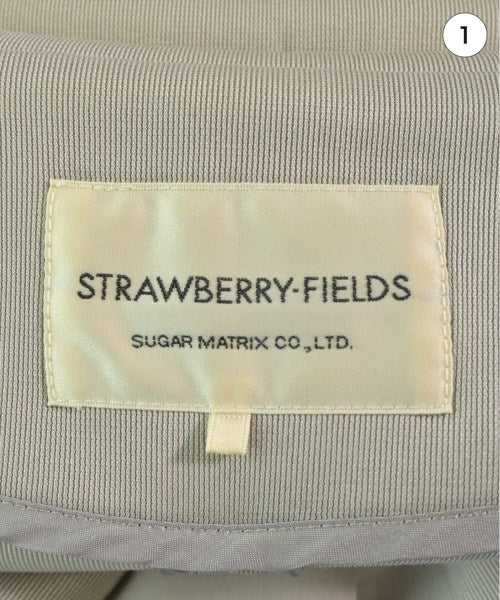 1
STRAWBERRY-FIELDS
SUGAR MATRIX CO.,LTD.